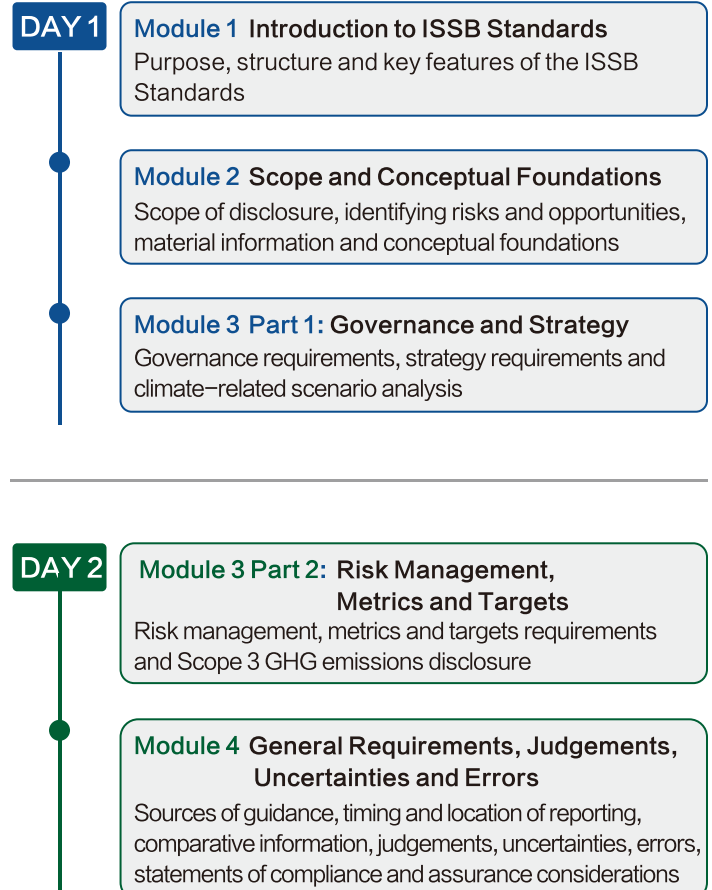 DAY 1
Module 1 Introduction to ISSB Standards
Purpose, structure and key features of the ISSB
Standards
Module 2 Scope and Conceptual Foundations
Scope of disclosure, identifying risks and opportunities,
material information and conceptual foundations
Module 3 Part 1: Governance and Strategy
Governance requirements, strategy requirements and
climate-related scenario analysis
DAY 2
Module 3 Part 2: Risk Management,
Metrics and Targets
Risk management, metrics and targets requirements
and Scope 3 GHG emissions disclosure
Module 4 General Requirements, Judgements,
Uncertainties and Errors
Sources of guidance, timing and location of reporting,
comparative information, judgements, uncertainties, errors,
statements of compliance and assurance considerations